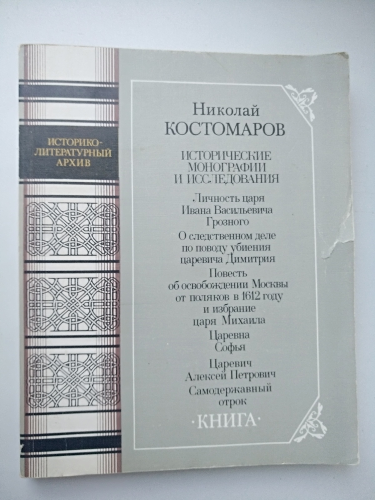 ИСТОРИКО-
ЛИТЕРАТУРНЫЙ
АРХИВ
Николай
КОСТОМАРОВ
ИСТОРИЧЕСКИЕ
МОНОГРАФИИ
И ИССЛЕДОВАНИЯ
Личность царя
Ивана Васильевича
Грозного
О следственном деле
по поводу убиения
царевича Димитрия
Повесть
об освобождении Москвы
от поляков в 1612 году
и избрание
царя Михаила
Царевна
Софья
Царевич
Алексей Петрович
Самодержавный
отрок
·КНИГА·